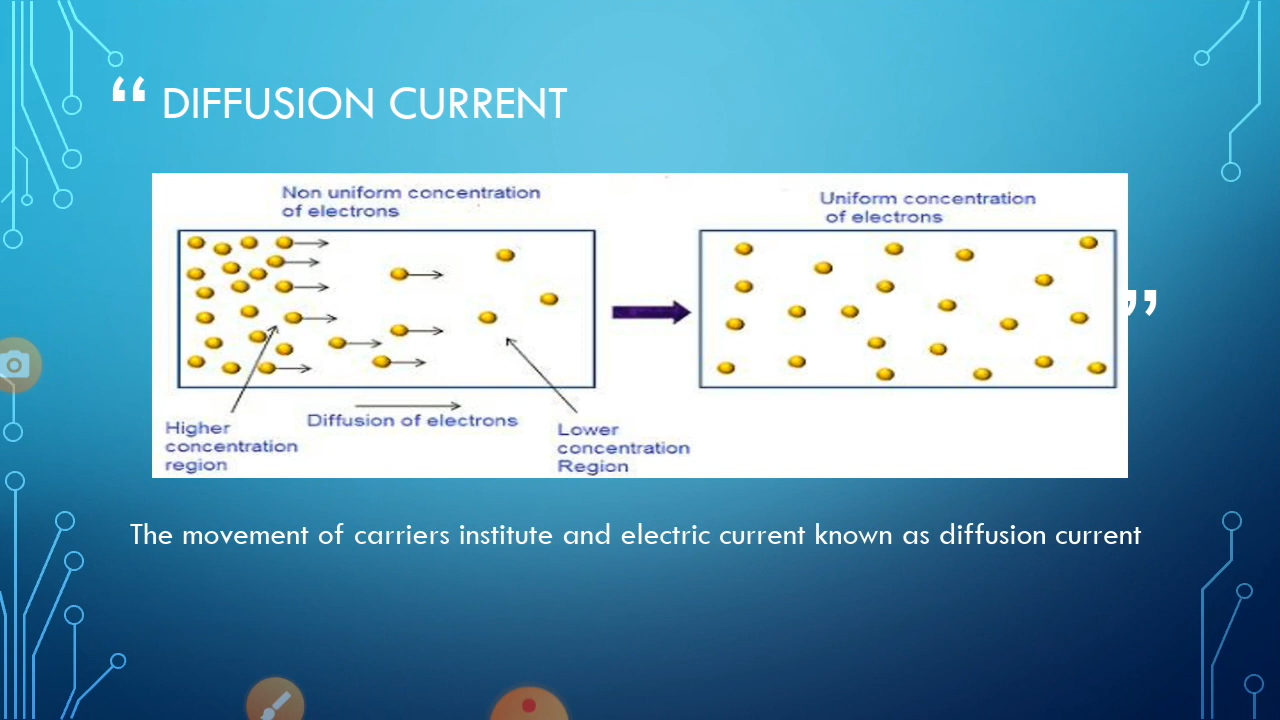 “ DIFFUSION CURRENT
Non uniform concentration
of electrons
Uniform concentration
of electrons
”
Higher
concentration
region
Diffusion of electrons
Lower
concentration
Region
The movement of carriers institute and electric current known as diffusion current